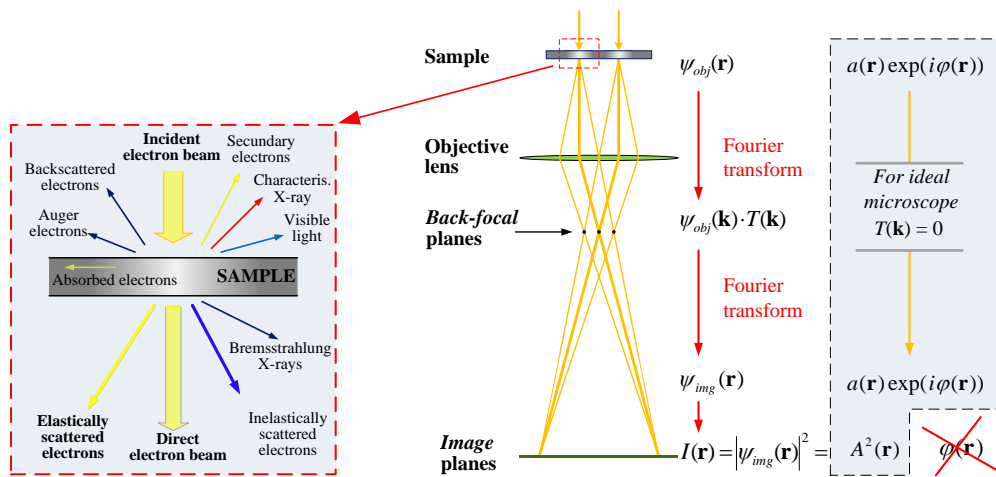 Sample
ψobj(r)
a(r) exp(iφ(r))
Incident
electron beam
Secundary
electrons
Backscattered
electrons
Characteris.
X-ray
Auger
electrons
Visible
light
Absorbed electrons
SAMPLE
Bremsstrahlung
X-rays
Elastically
scattered
electrons
Direct
electron beam
Inelastically
scattered
electrons
Objective
lens
Fourier
transform
For ideal
microscope
T(k) = 0
Back-focal
planes
ψobj(k)·T(k)
Fourier
transform
ψimg(r)
a(r) exp(iφ(r))
Image
planes
I(r) = |ψimg(r)|² = A²(r) φ(r)